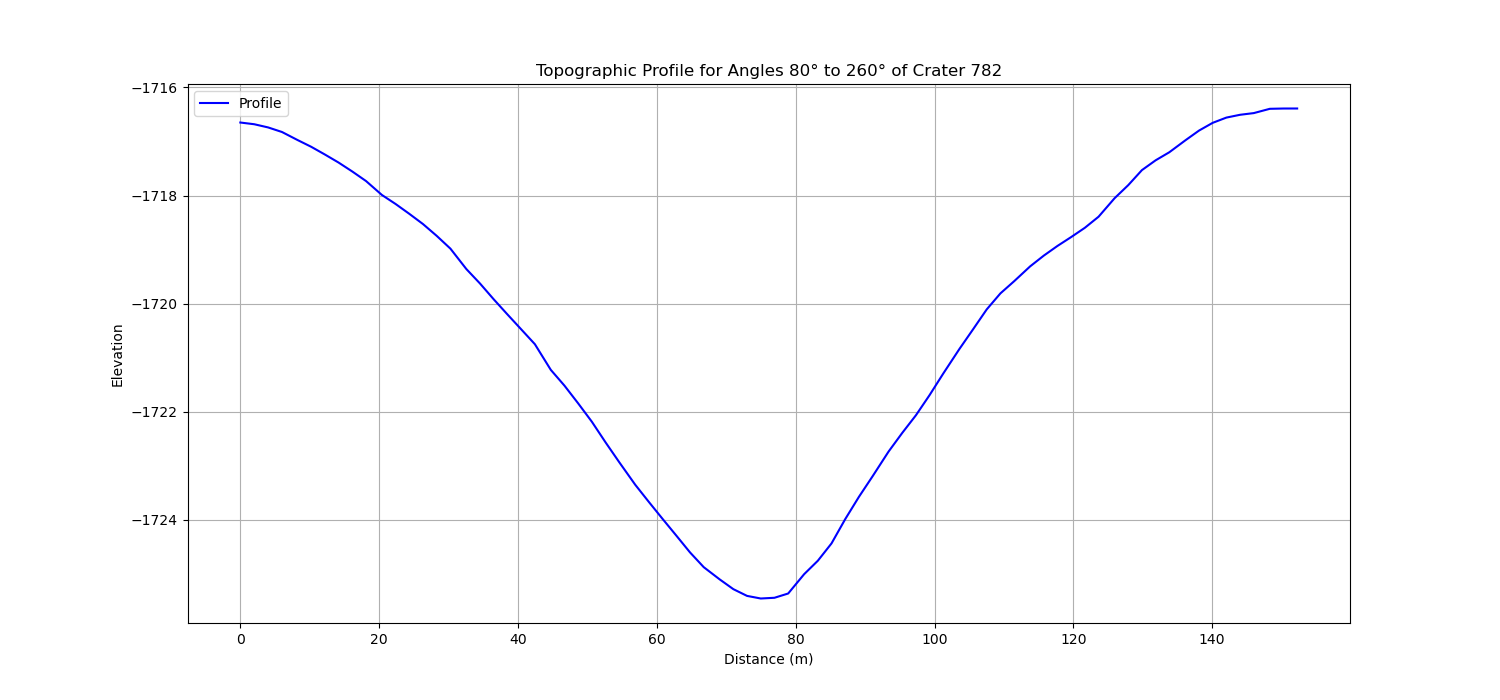 Topographic Profile for Angles 80° to 260° of Crater 782
Profile
−1716
−1718
−1720
−1722
−1724
Elevation
0 20 40 60 80 100 120 140
Distance (m)